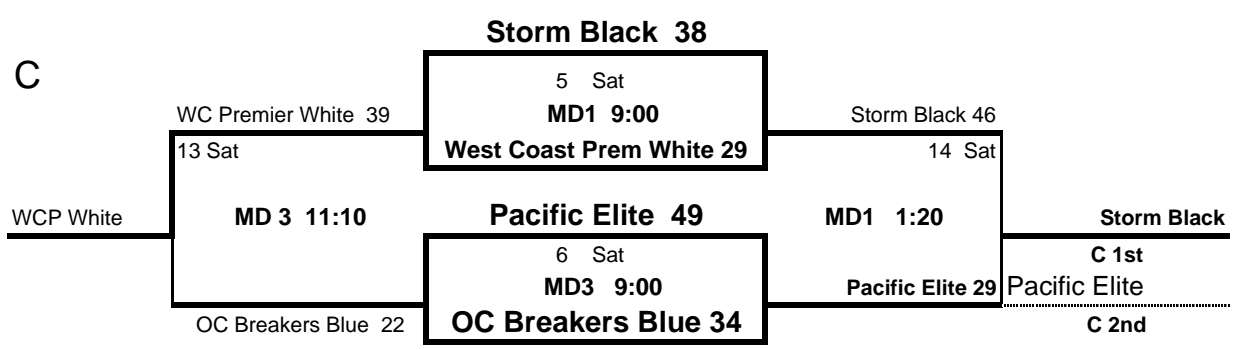 Storm Black 38
C
5 Sat
WC Premier White 39
MD1 9:00
Storm Black 46
13 Sat
West Coast Prem White 29
14 Sat
WCP White
MD 3 11:10
Pacific Elite 49
MD1 1:20
Storm Black
6 Sat
C 1st
MD3 9:00
Pacific Elite 29
Pacific Elite
OC Breakers Blue 22
OC Breakers Blue 34
C 2nd